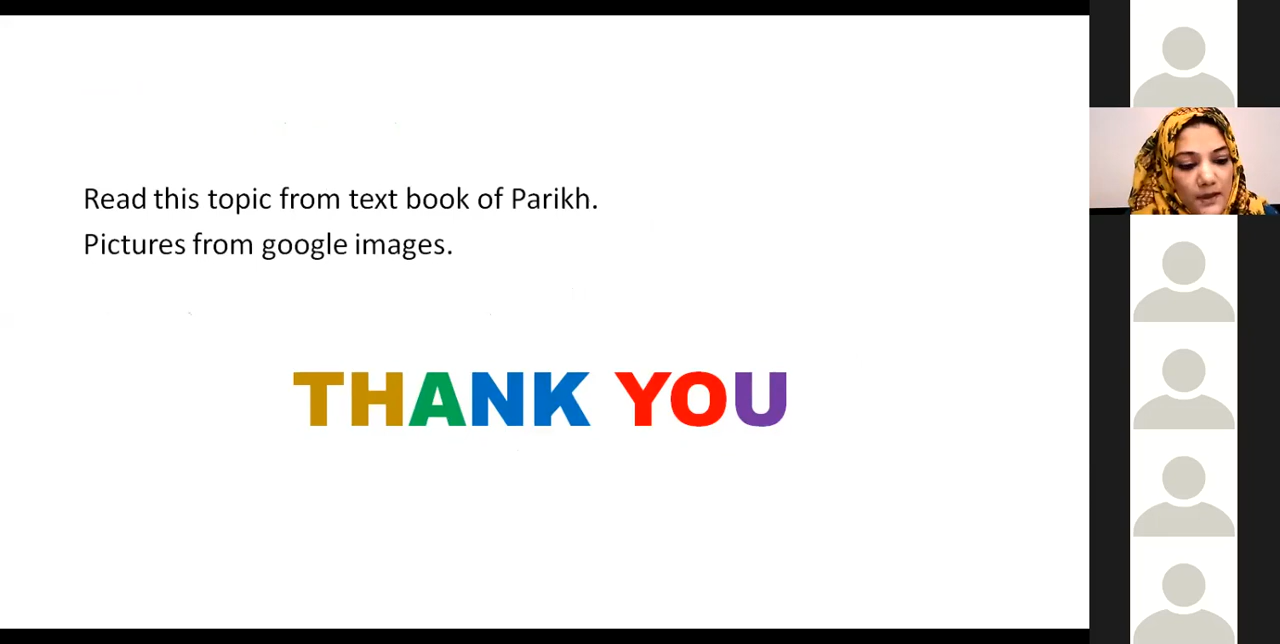 Read this topic from text book of Parikh.
Pictures from google images.
THANK YOU